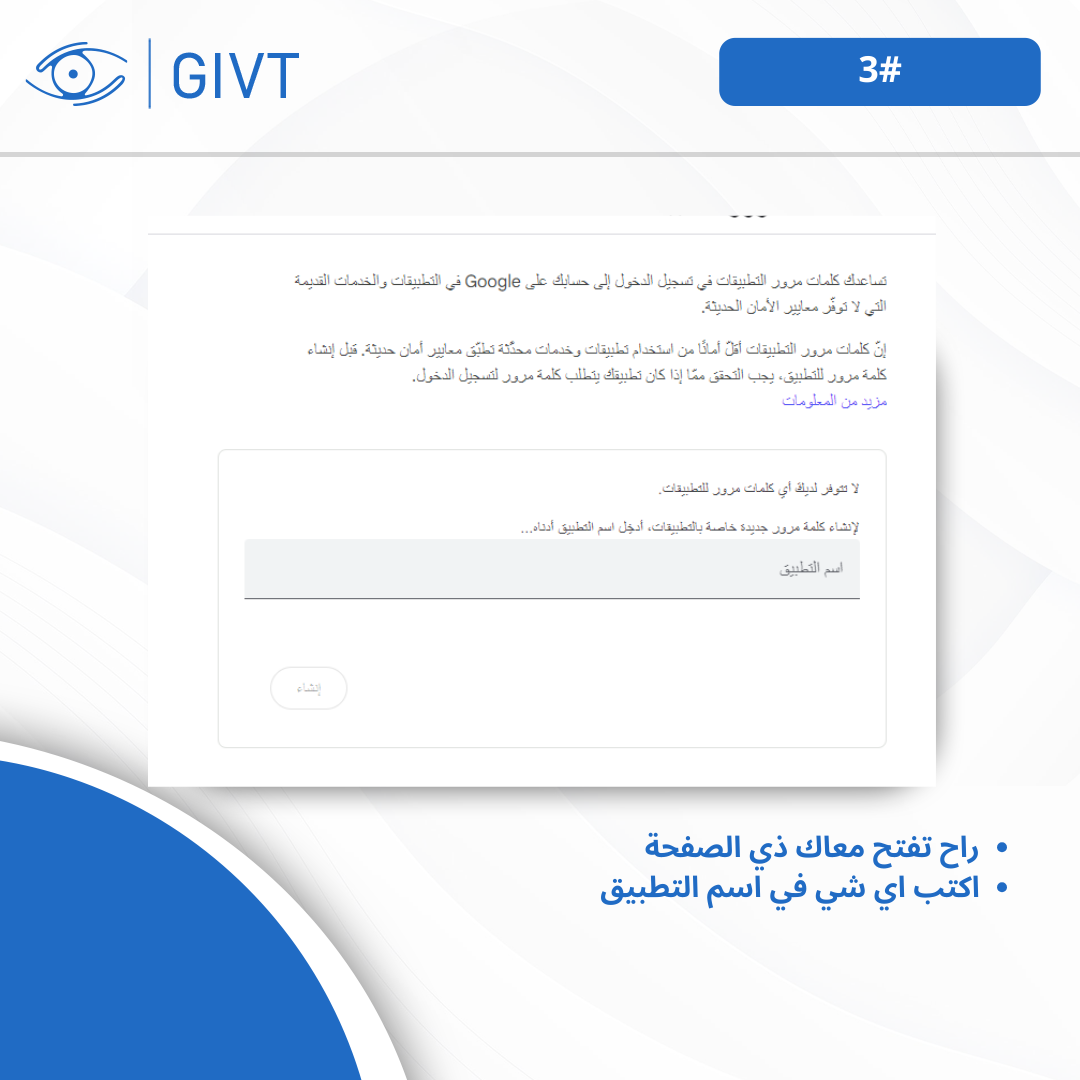 GIVT
3#
تساعدك كلمات مرور التطبيقات في تسجيل الدخول إلى حسابك على Google في التطبيقات والخدمات القديمة
التي لا توفّر معايير الأمان الحديثة.
إنّ كلمات مرور التطبيقات أقلّ أمانًا من استخدام تطبيقات وخدمات محدَّثة تطبّق معايير أمان حديثة. قبل إنشاء
كلمة مرور للتطبيق، يجب التحقق ممّا إذا كان تطبيقك يتطلب كلمة مرور لتسجيل الدخول.
مزيد من المعلومات
لا تتوفر لديك أي كلمات مرور للتطبيقات.
لإنشاء كلمة مرور جديدة خاصة بالتطبيقات، أدخِل اسم التطبيق أدناه...
اسم التطبيق
إنشاء
• راح تفتح معاك ذي الصفحة
• اكتب اي شي في اسم التطبيق